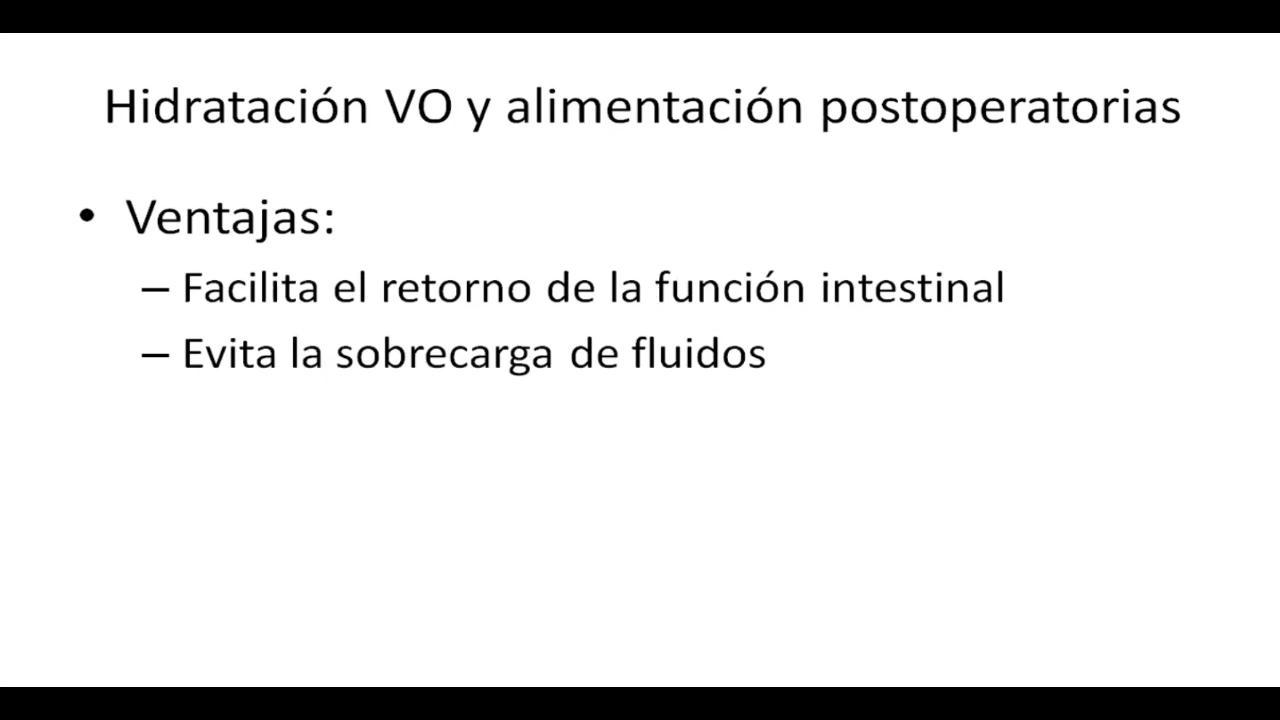 Hidratación VO y alimentación postoperatorias
• Ventajas:
– Facilita el retorno de la función intestinal
– Evita la sobrecarga de fluidos